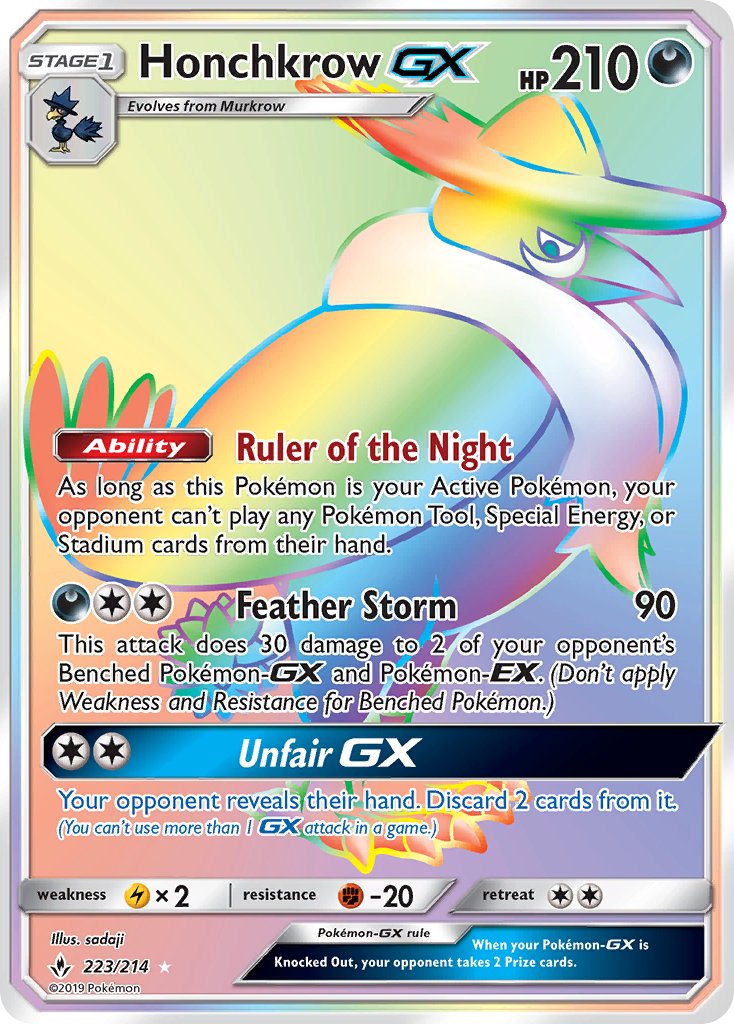 STAGE 1 Honchkrow GX HP 210
Evolves from Murkrow
Ability Ruler of the Night
As long as this Pokémon is your Active Pokémon, your
opponent can't play any Pokémon Tool, Special Energy, or
Stadium cards from their hand.
Feather Storm 90
This attack does 30 damage to 2 of your opponent's
Benched Pokémon-GX and Pokémon-EX. (Don't apply
Weakness and Resistance for Benched Pokémon.)
Unfair GX
Your opponent reveals their hand. Discard 2 cards from it.
(You can't use more than 1 GX attack in a game.)
weakness ×2 resistance -20 retreat
Illus. sadaji
Pokémon-GX rule
When your Pokémon-GX is
Knocked Out, your opponent takes 2 Prize cards.
223/214
©2019 Pokémon